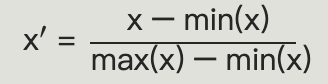 x′ = (x − min(x)) / (max(x) − min(x))